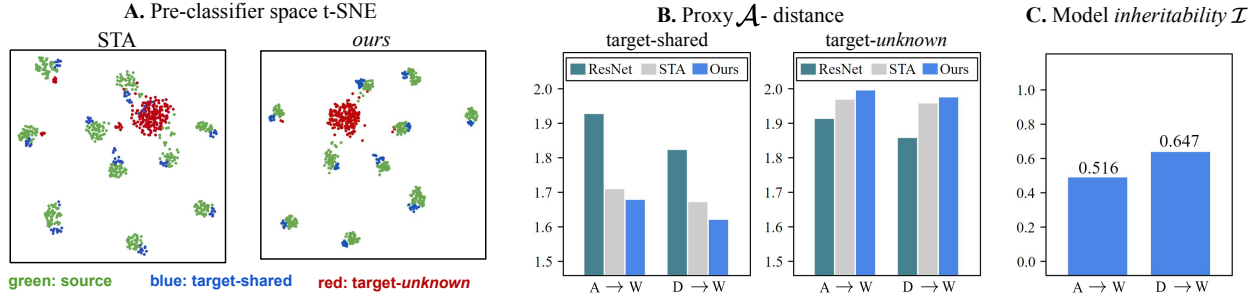 A. Pre-classifier space t-SNE
STA
ours
green: source
blue: target-shared
red: target-unknown
B. Proxy 𝓐- distance
target-shared
ResNet STA Ours
2.0
1.9
1.8
1.7
1.6
1.5
A → W
D → W
target-unknown
ResNet STA Ours
2.0
1.9
1.8
1.7
1.6
1.5
A → W
D → W
C. Model inheritability 𝓘
1.0
0.8
0.6
0.4
0.2
0.0
0.516
0.647
A → W
D → W